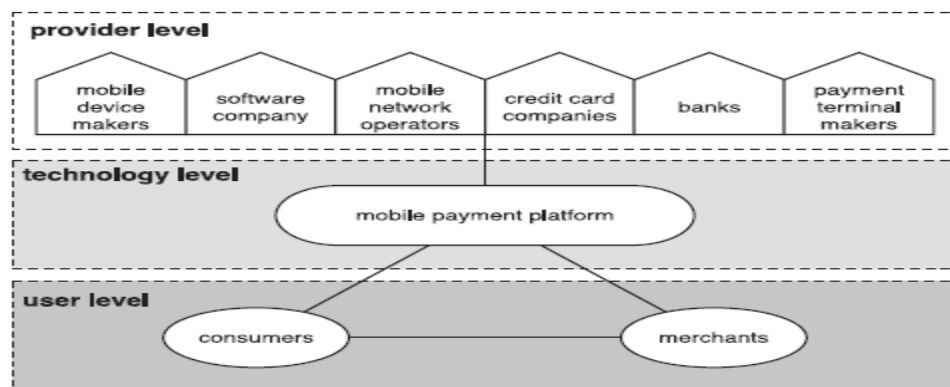 provider level
mobile
device
makers
software
company
mobile
network
operators
credit card
companies
banks
payment
terminal
makers
technology level
mobile payment platform
user level
consumers
merchants